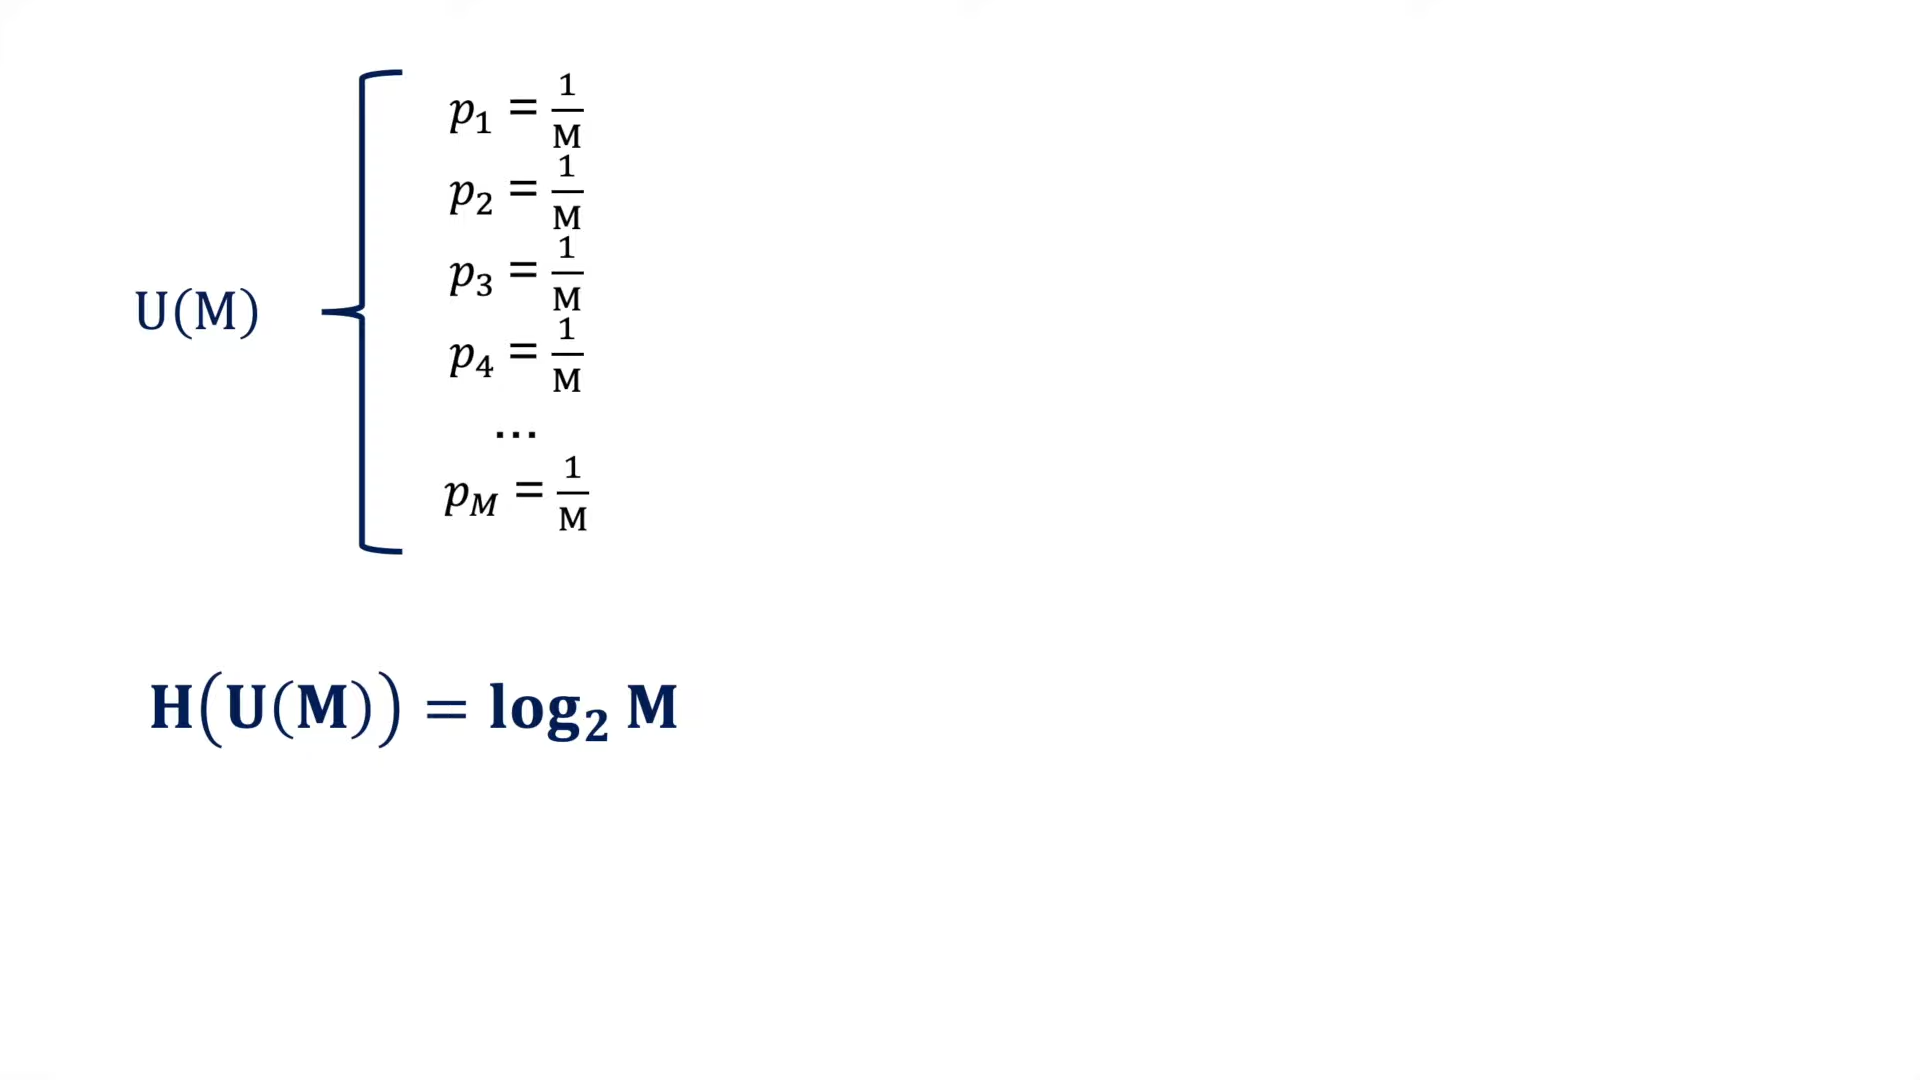 p₁ = 1/M
p₂ = 1/M
p₃ = 1/M
U(M)
p₄ = 1/M
...
p_M = 1/M
H(U(M)) = log₂ M